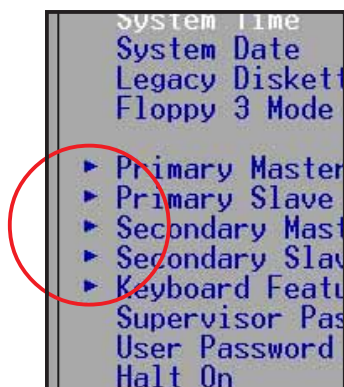 System Time
System Date
Legacy Diskett
Floppy 3 Mode
Primary Master
Primary Slave
Secondary Mast
Secondary Slav
Keyboard Featu
Supervisor Pas
User Password
Halt On